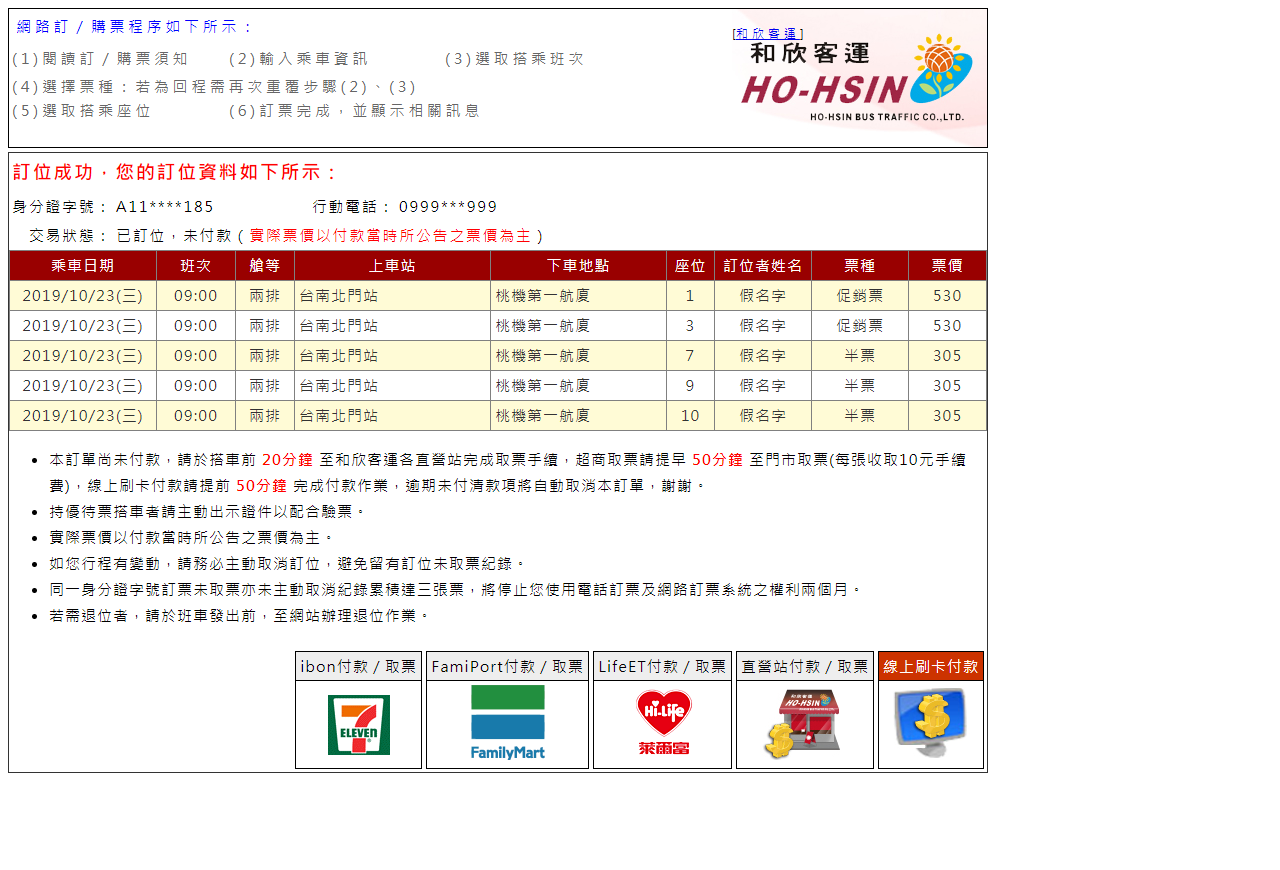 網路訂／購票程序如下所示：
[和欣客運]
(1)閱讀訂／購票須知 (2)輸入乘車資訊 (3)選取搭乘班次
(4)選擇票種：若為回程需再次重覆步驟(2)、(3)
(5)選取搭乘座位 (6)訂票完成，並顯示相關訊息
和欣客運
HO-HSIN
HO-HSIN BUS TRAFFIC CO.,LTD.
訂位成功，您的訂位資料如下所示：
身分證字號： A11****185 行動電話： 0999***999
交易狀態： 已訂位，未付款 ( 實際票價以付款當時所公告之票價為主 )
乘車日期 班次 艙等 上車站 下車地點 座位 訂位者姓名 票種 票價
2019/10/23(三) 09:00 兩排 台南北門站 桃機第一航廈 1 假名字 促銷票 530
2019/10/23(三) 09:00 兩排 台南北門站 桃機第一航廈 3 假名字 促銷票 530
2019/10/23(三) 09:00 兩排 台南北門站 桃機第一航廈 7 假名字 半票 305
2019/10/23(三) 09:00 兩排 台南北門站 桃機第一航廈 9 假名字 半票 305
2019/10/23(三) 09:00 兩排 台南北門站 桃機第一航廈 10 假名字 半票 305
• 本訂單尚未付款，請於搭車前 20分鐘 至和欣客運各直營站完成取票手續，超商取票請提早 50分鐘 至門市取票(每張收取10元手續
費)，線上刷卡付款請提前 50分鐘 完成付款作業，逾期未付清款項將自動取消本訂單，謝謝。
• 持優待票搭車者請主動出示證件以配合驗票。
• 實際票價以付款當時所公告之票價為主。
• 如您行程有變動，請務必主動取消訂位，避免留有訂位未取票紀錄。
• 同一身分證字號訂票未取票亦未主動取消紀錄累積達三張票，將停止您使用電話訂票及網路訂票系統之權利兩個月。
• 若需退位者，請於班車發出前，至網站辦理退位作業。
ibon付款 / 取票 FamiPort付款 / 取票 LifeET付款 / 取票 直營站付款 / 取票 線上刷卡付款
7 ELEVEN
FamilyMart
Hi-Life
萊爾富
和欣客運
HO-HSIN